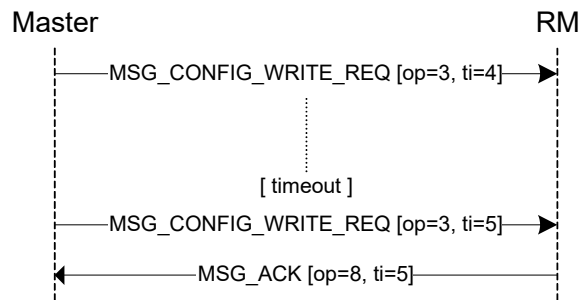 Master RM
MSG_CONFIG_WRITE_REQ [op=3, ti=4]
[ timeout ]
MSG_CONFIG_WRITE_REQ [op=3, ti=5]
MSG_ACK [op=8, ti=5]